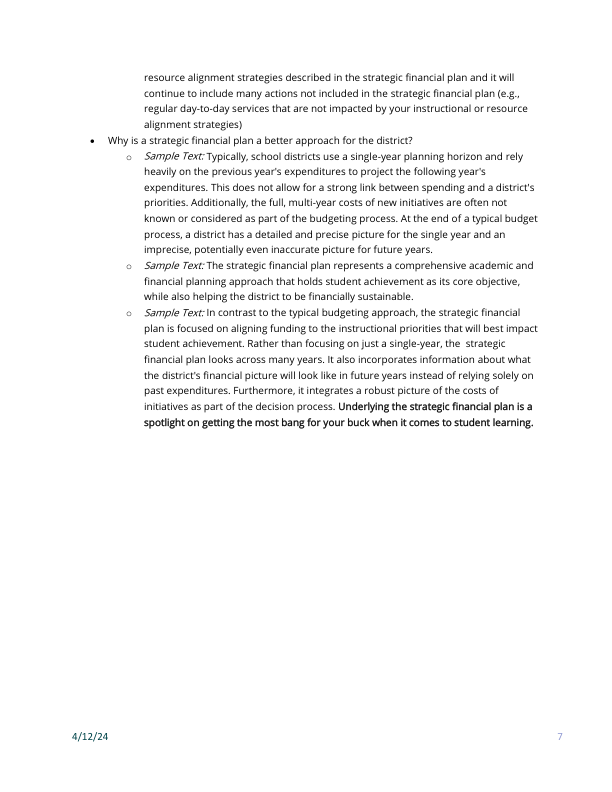 resource alignment strategies described in the strategic financial plan and it will
continue to include many actions not included in the strategic financial plan (e.g.,
regular day-to-day services that are not impacted by your instructional or resource
alignment strategies)
• Why is a strategic financial plan a better approach for the district?
o Sample Text: Typically, school districts use a single-year planning horizon and rely
heavily on the previous year's expenditures to project the following year's
expenditures. This does not allow for a strong link between spending and a district's
priorities. Additionally, the full, multi-year costs of new initiatives are often not
known or considered as part of the budgeting process. At the end of a typical budget
process, a district has a detailed and precise picture for the single year and an
imprecise, potentially even inaccurate picture for future years.
o Sample Text: The strategic financial plan represents a comprehensive academic and
financial planning approach that holds student achievement as its core objective,
while also helping the district to be financially sustainable.
o Sample Text: In contrast to the typical budgeting approach, the strategic financial
plan is focused on aligning funding to the instructional priorities that will best impact
student achievement. Rather than focusing on just a single-year, the  strategic
financial plan looks across many years. It also incorporates information about what
the district's financial picture will look like in future years instead of relying solely on
past expenditures. Furthermore, it integrates a robust picture of the costs of
initiatives as part of the decision process. Underlying the strategic financial plan is a
spotlight on getting the most bang for your buck when it comes to student learning.
4/12/24
7